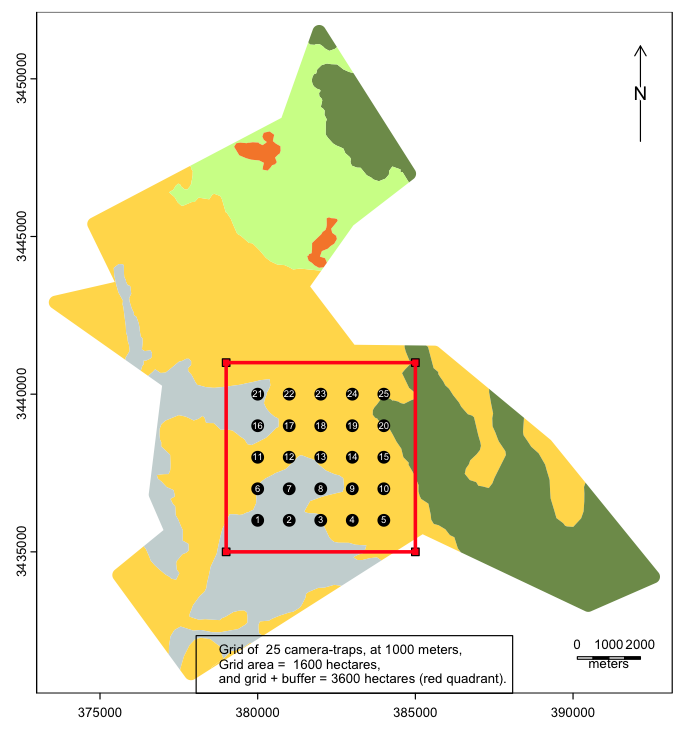 3450000
3445000
3440000
3435000
N
21 22 23 24 25
16 17 18 19 20
11 12 13 14 15
6 7 8 9 10
1 2 3 4 5
0 1000 2000
meters
Grid of 25 camera-traps, at 1000 meters,
Grid area = 1600 hectares,
and grid + buffer = 3600 hectares (red quadrant).
375000 380000 385000 390000